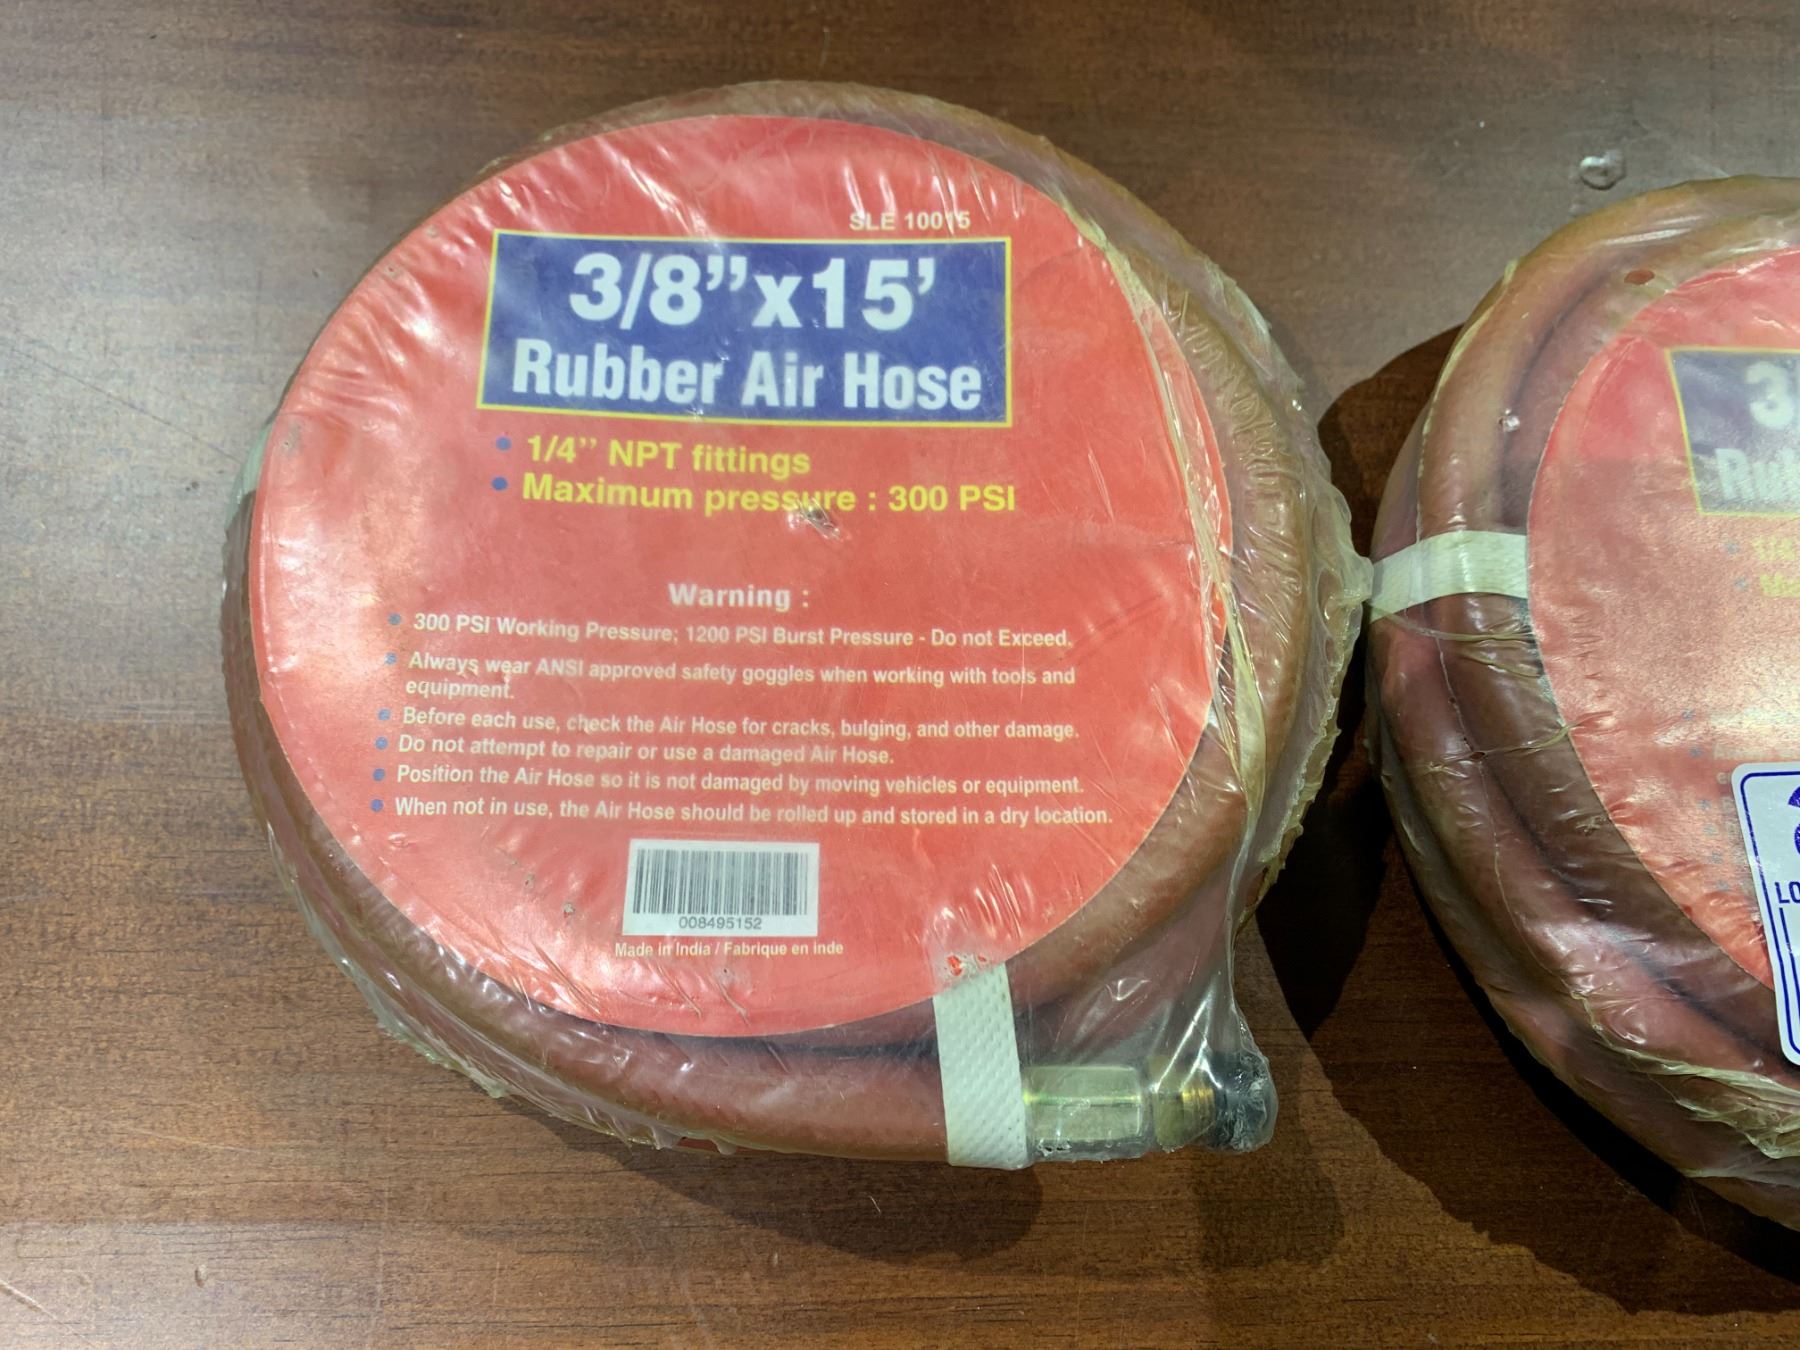 SLE 10015
3/8”x15’
Rubber Air Hose
• 1/4’’ NPT fittings
• Maximum pressure : 300 PSI
Warning :
• 300 PSI Working Pressure; 1200 PSI Burst Pressure - Do not Exceed.
• Always wear ANSI approved safety goggles when working with tools and
equipment.
• Before each use, check the Air Hose for cracks, bulging, and other damage.
• Do not attempt to repair or use a damaged Air Hose.
• Position the Air Hose so it is not damaged by moving vehicles or equipment.
• When not in use, the Air Hose should be rolled up and stored in a dry location.
008495152
Made in India / Fabrique en inde